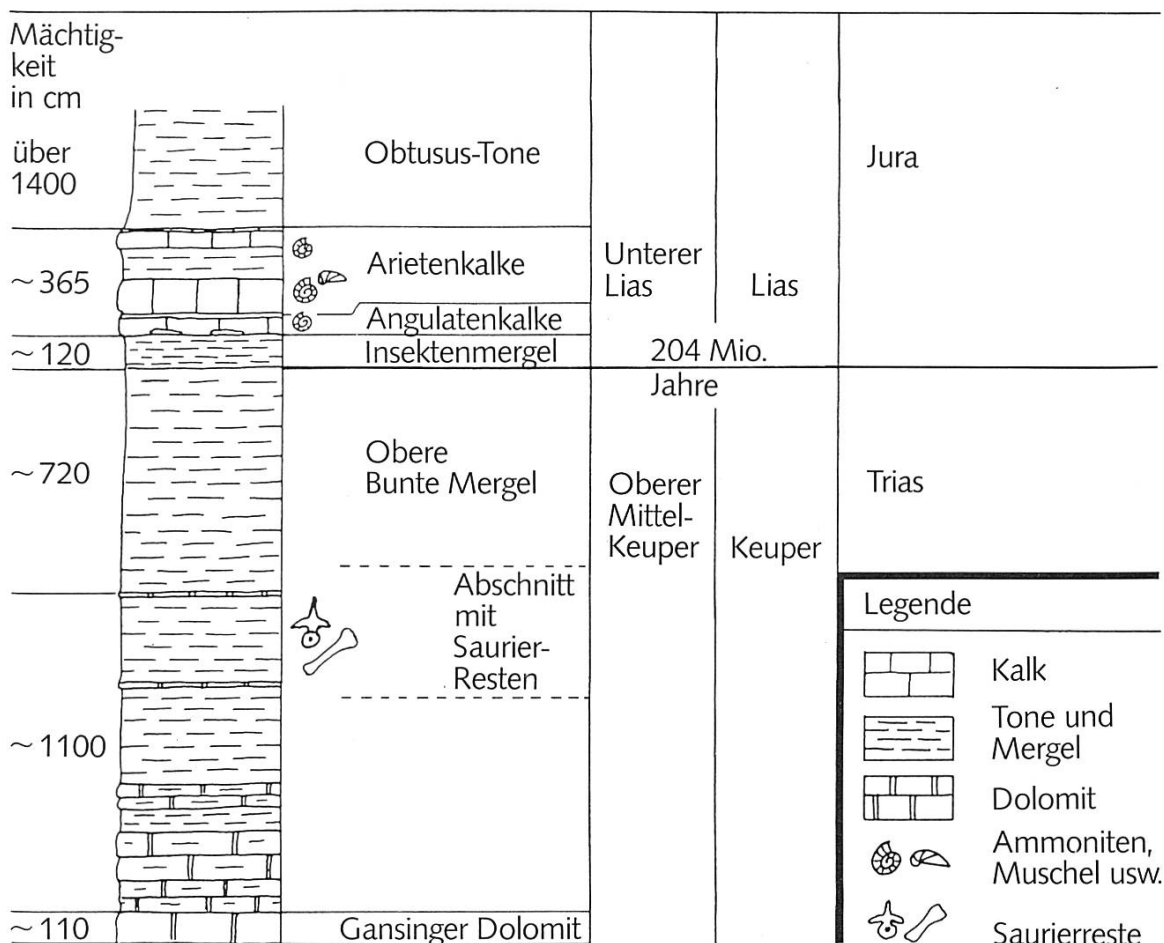 Mächtig-
keit
in cm
über
1400
Obtusus-Tone
Jura
~ 365
Arietenkalke
Unterer
Lias
Lias
Angulatenkalke
~ 120
Insektenmergel
204 Mio.
Jahre
~ 720
Obere
Bunte Mergel
Oberer
Mittel-
Keuper
Keuper
Trias
Abschnitt
mit
Saurier-
Resten
~ 1100
~ 110
Gansinger Dolomit
Legende
Kalk
Tone und
Mergel
Dolomit
Ammoniten,
Muschel usw.
Saurierreste